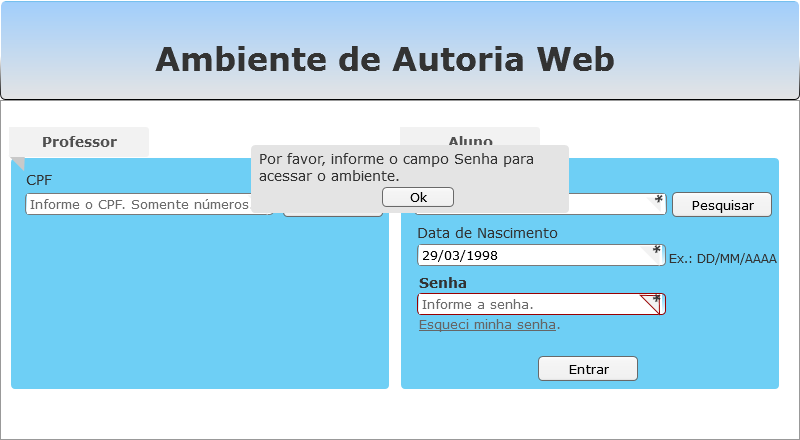 Ambiente de Autoria Web
Professor
Aluno
Por favor, informe o campo Senha para
acessar o ambiente.
Ok
CPF
Informe o CPF. Somente números
*
Pesquisar
Data de Nascimento
29/03/1998
*
Ex.: DD/MM/AAAA
Senha
Informe a senha.
*
Esqueci minha senha.
Entrar